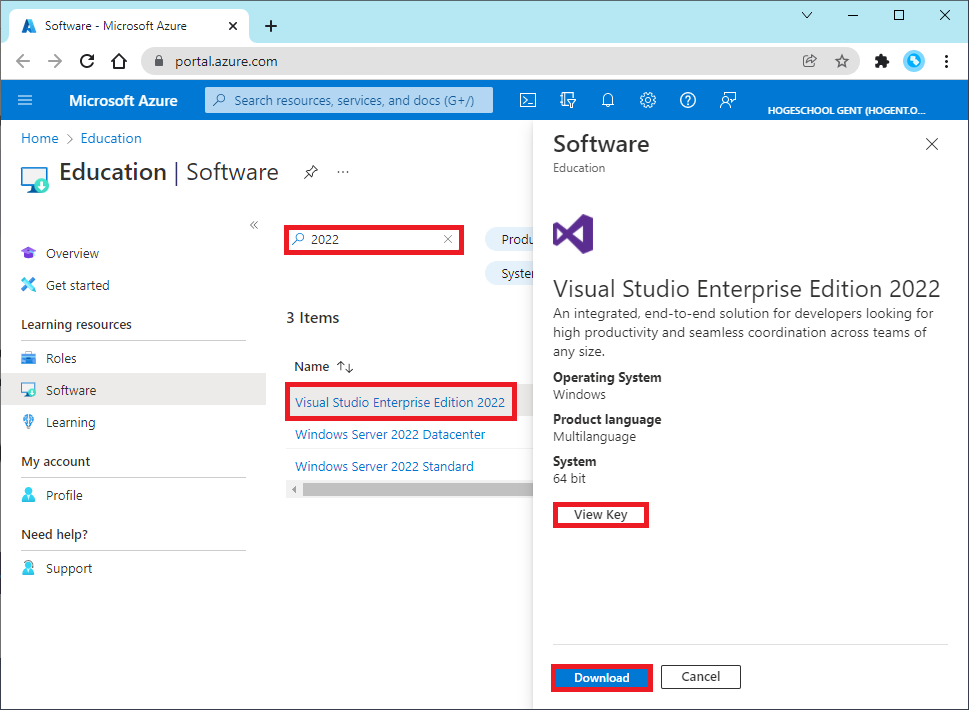 Software - Microsoft Azure
portal.azure.com
Microsoft Azure
Search resources, services, and docs (G+/)
HOGESCHOOL GENT (HOGENT.O...
Home > Education
Education | Software
Overview
Get started
Learning resources
Roles
Software
Learning
My account
Profile
Need help?
Support
2022
Produ
Syster
3 Items
Name
Visual Studio Enterprise Edition 2022
Windows Server 2022 Datacenter
Windows Server 2022 Standard
Software
Education
Visual Studio Enterprise Edition 2022
An integrated, end-to-end solution for developers looking for
high productivity and seamless coordination across teams of
any size.
Operating System
Windows
Product language
Multilanguage
System
64 bit
View Key
Download
Cancel